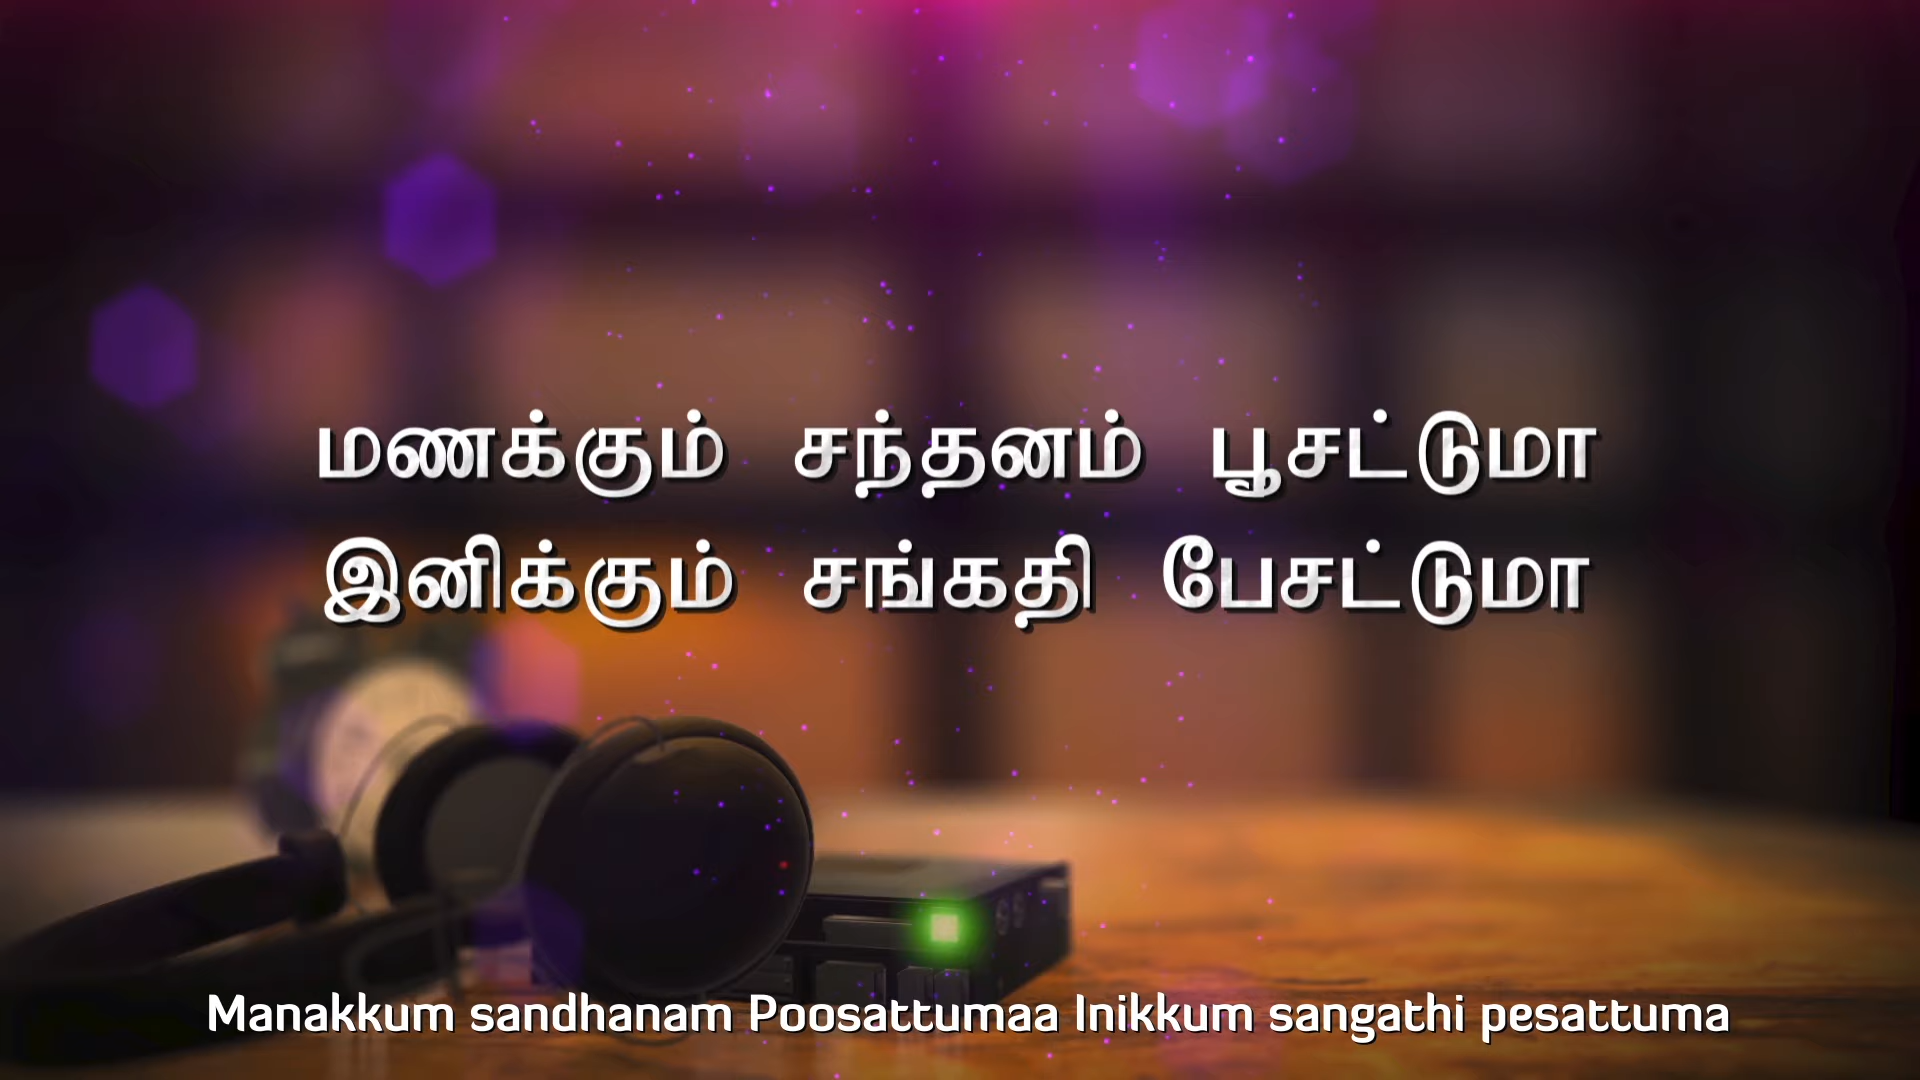 மணக்கும் சந்தனம் பூசட்டுமா
இனிக்கும் சங்கதி பேசட்டுமா
Manakkum sandhanam Poosattumaa Inikkum sangathi pesattuma